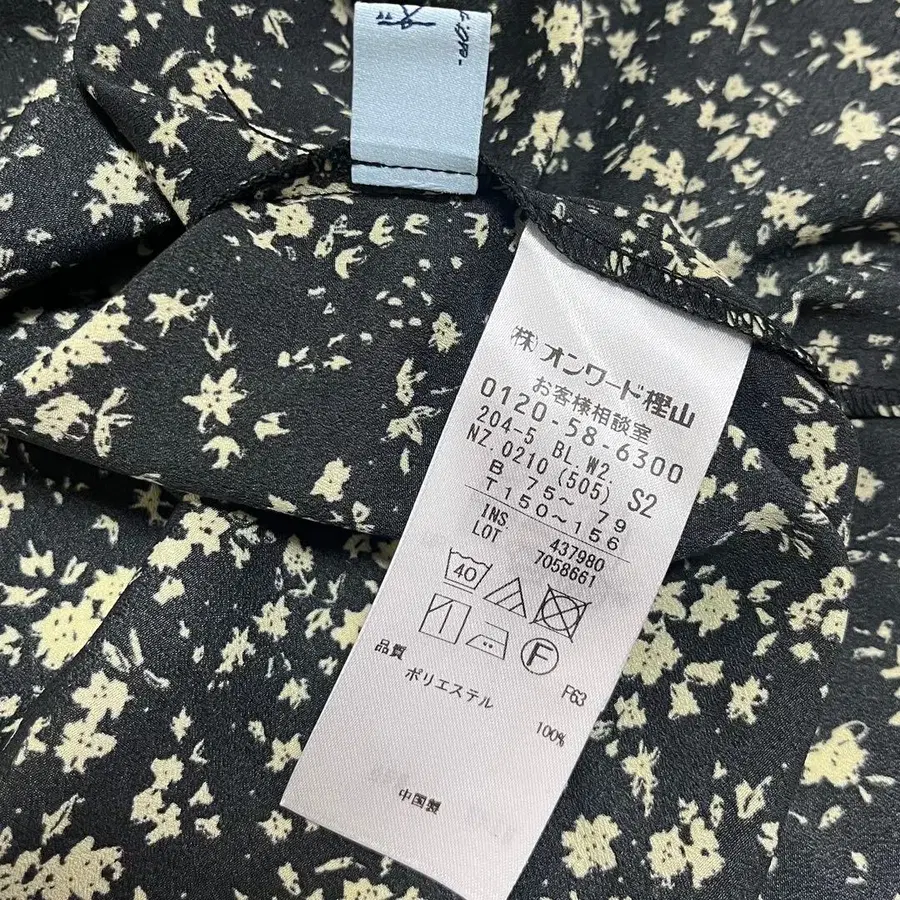 (株)オンワード樫山
お客様相談室
0120-58-6300
204-5 BL.W2.
NZ.0210(505) S2
B 75～ 79
T150～156
INS 437980
LOT 7058661
40
F
品質 F63
ポリエステル 100%
中国製